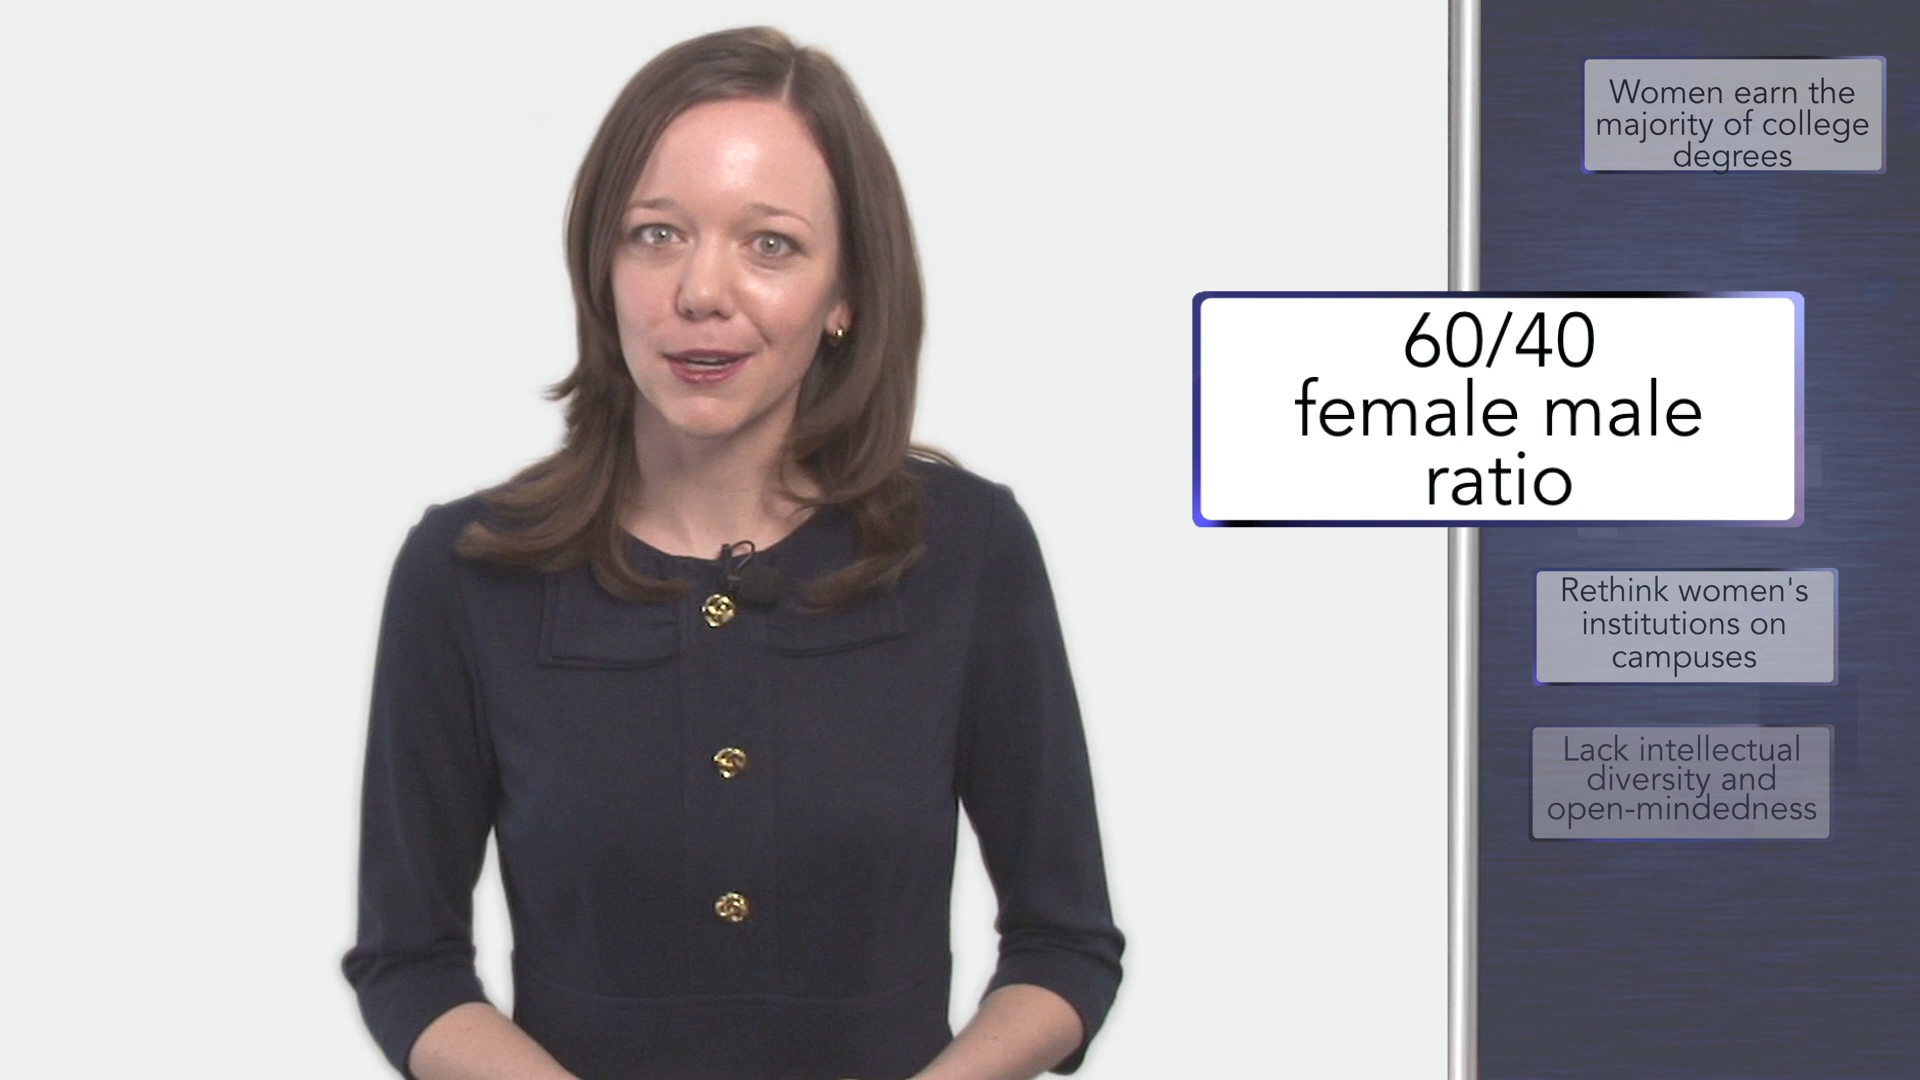 Women earn the
majority of college
degrees
60/40
female male
ratio
Rethink women's
institutions on
campuses
Lack intellectual
diversity and
open-mindedness